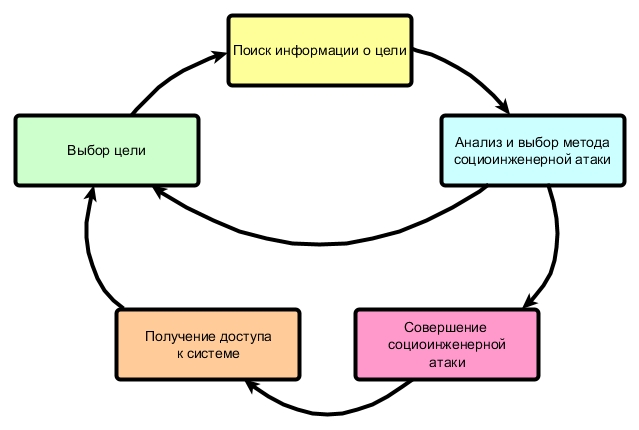 Поиск информации о цели
Выбор цели
Анализ и выбор метода
социоинженерной атаки
Получение доступа
к системе
Совершение
социоинженерной
атаки